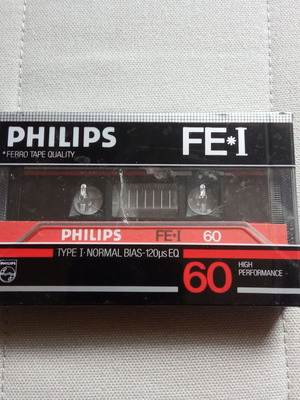 PHILIPS FE*I
*FERRO TAPE QUALITY
PHILIPS FE·I 60
TYPE I·NORMAL BIAS-120µs EQ
60 HIGH
PERFORMANCE